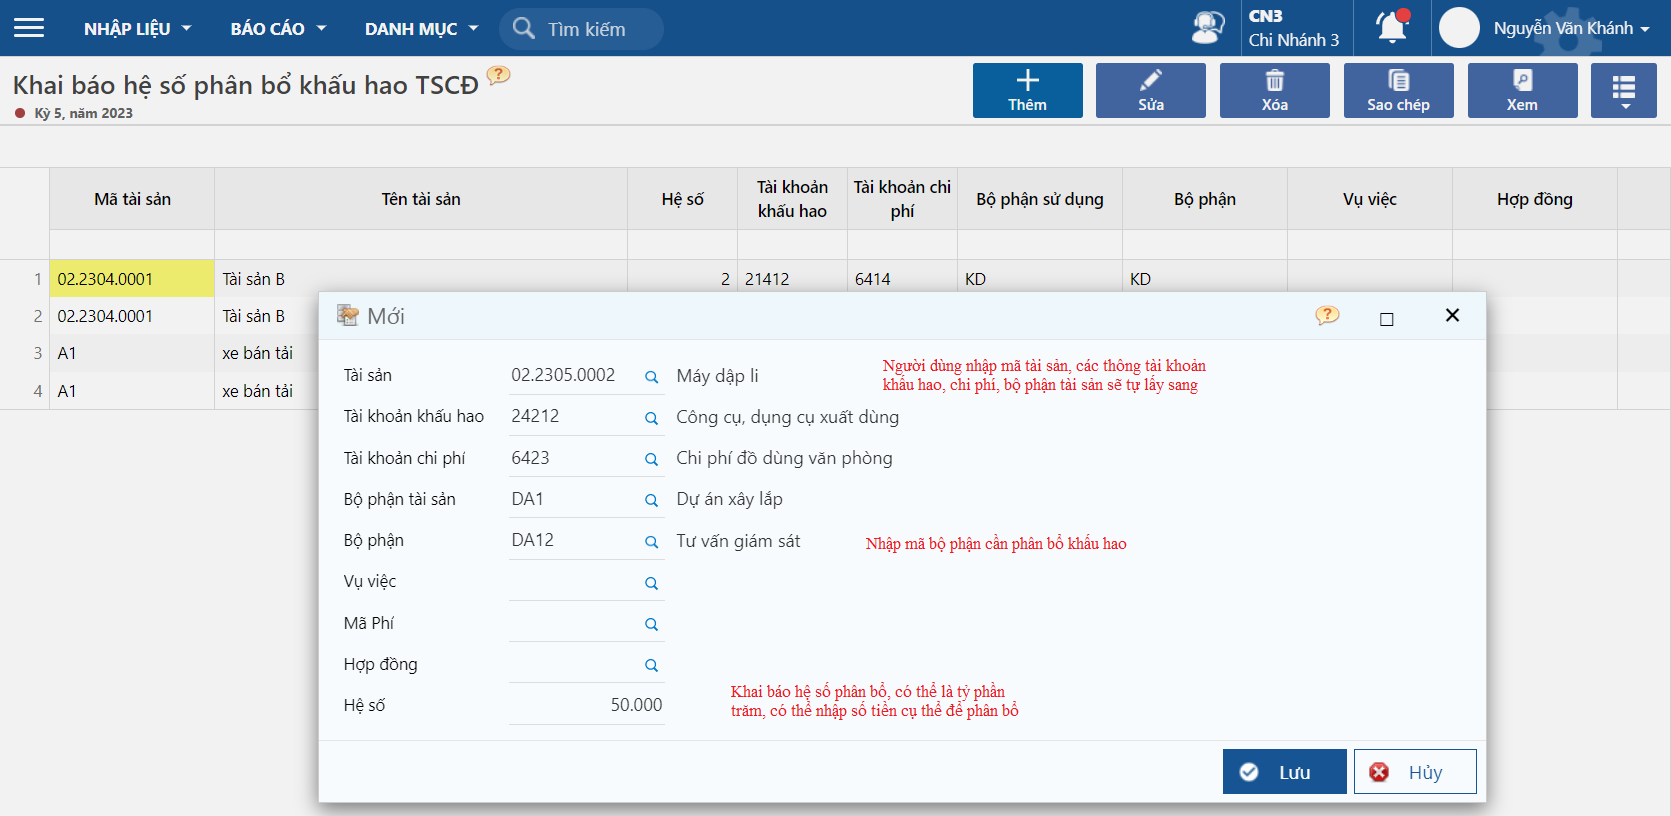 NHẬP LIỆU
BÁO CÁO
DANH MỤC
Tìm kiếm
CN3
Chi Nhánh 3
Nguyễn Văn Khánh
Khai báo hệ số phân bổ khấu hao TSCĐ
Kỳ 5, năm 2023
Thêm
Sửa
Xóa
Sao chép
Xem
Mã tài sản
Tên tài sản
Hệ số
Tài khoản
khấu hao
Tài khoản chi
phí
Bộ phận sử dụng
Bộ phận
Vụ việc
Hợp đồng
1 02.2304.0001 Tài sản B 2 21412 6414 KD KD
2 02.2304.0001 Tài sản B
3 A1 xe bán tải
4 A1 xe bán tải
Mới
Tài sản 02.2305.0002 Máy dập li
Người dùng nhập mã tài sản, các thông tài khoản
khấu hao, chi phí, bộ phận tài sản sẽ tự lấy sang
Tài khoản khấu hao 24212 Công cụ, dụng cụ xuất dùng
Tài khoản chi phí 6423 Chi phí đồ dùng văn phòng
Bộ phận tài sản DA1 Dự án xây lắp
Bộ phận DA12 Tư vấn giám sát
Nhập mã bộ phận cần phân bổ khấu hao
Vụ việc
Mã Phí
Hợp đồng
Hệ số 50.000
Khai báo hệ số phân bổ, có thể là tỷ phần
trăm, có thể nhập số tiền cụ thể để phân bổ
Lưu
Hủy